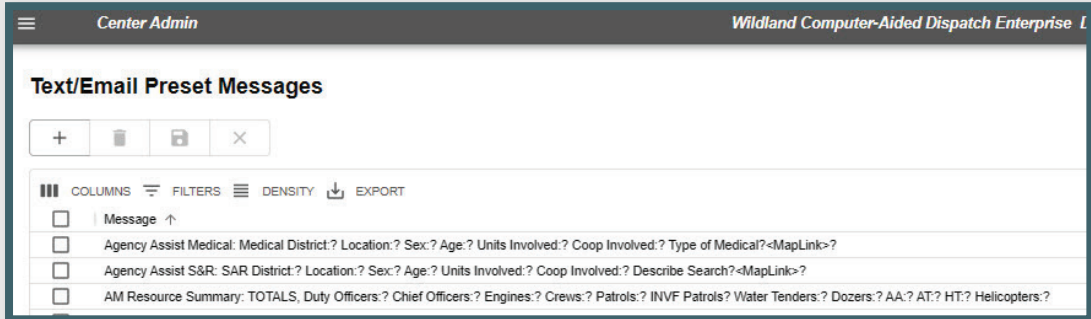 Center Admin Wildland Computer-Aided Dispatch Enterprise
Text/Email Preset Messages
COLUMNS FILTERS DENSITY EXPORT
Message
Agency Assist Medical: Medical District:? Location:? Sex:? Age:? Units Involved:? Coop Involved:? Type of Medical?<MapLink>?
Agency Assist S&R: SAR District:? Location:? Sex:? Age:? Units Involved:? Coop Involved:? Describe Search?<MapLink>?
AM Resource Summary: TOTALS, Duty Officers:? Chief Officers:? Engines:? Crews:? Patrols:? INVF Patrols? Water Tenders:? Dozers:? AA:? AT:? HT:? Helicopters:?